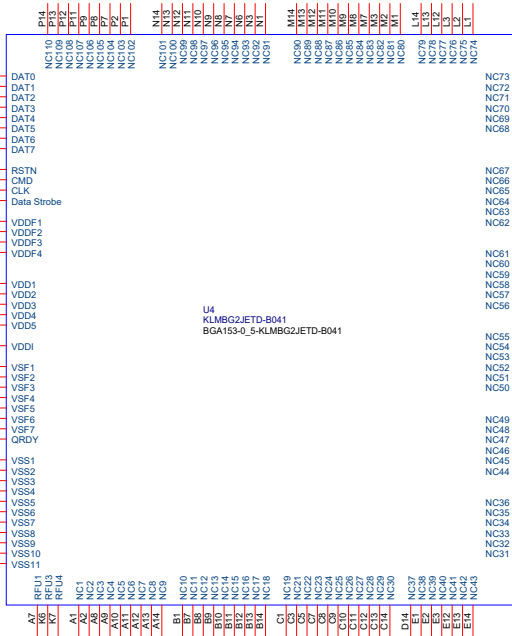 P14
P13
P12
P11
P9
P8
P7
P2
P1
N14
N13
N12
N11
N10
N9
N8
N7
N6
N3
N1
M14
M13
M12
M11
M10
M9
M8
M7
M3
M2
M1
L14
L13
L12
L3
L2
L1
NC110
NC109
NC108
NC107
NC106
NC105
NC104
NC103
NC102
NC101
NC100
NC99
NC98
NC97
NC96
NC95
NC94
NC93
NC92
NC91
NC90
NC89
NC88
NC87
NC86
NC85
NC84
NC83
NC82
NC81
NC80
NC79
NC78
NC77
NC76
NC75
NC74
DAT0
DAT1
DAT2
DAT3
DAT4
DAT5
DAT6
DAT7
RSTN
CMD
CLK
Data Strobe
VDDF1
VDDF2
VDDF3
VDDF4
VDD1
VDD2
VDD3
VDD4
VDD5
VDDI
VSF1
VSF2
VSF3
VSF4
VSF5
VSF6
VSF7
QRDY
VSS1
VSS2
VSS3
VSS4
VSS5
VSS6
VSS7
VSS8
VSS9
VSS10
VSS11
U4
KLMBG2JETD-B041
BGA153-0_5-KLMBG2JETD-B041
NC73
NC72
NC71
NC70
NC69
NC68
NC67
NC66
NC65
NC64
NC63
NC62
NC61
NC60
NC59
NC58
NC57
NC56
NC55
NC54
NC53
NC52
NC51
NC50
NC49
NC48
NC47
NC46
NC45
NC44
NC36
NC35
NC34
NC33
NC32
NC31
RFU1
RFU3
RFU4
NC1
NC2
NC3
NC4
NC5
NC6
NC7
NC8
NC9
NC10
NC11
NC12
NC13
NC14
NC15
NC16
NC17
NC18
NC19
NC21
NC22
NC23
NC24
NC25
NC26
NC27
NC28
NC29
NC30
NC37
NC38
NC39
NC40
NC41
NC42
NC43
A7
K6
K7
A1
A2
A8
A9
A10
A11
A12
A13
A14
B1
B7
B8
B9
B10
B11
B12
B13
B14
C1
C3
C5
C7
C8
C9
C10
C11
C12
C13
C14
D14
E1
E2
E3
E12
E13
E14